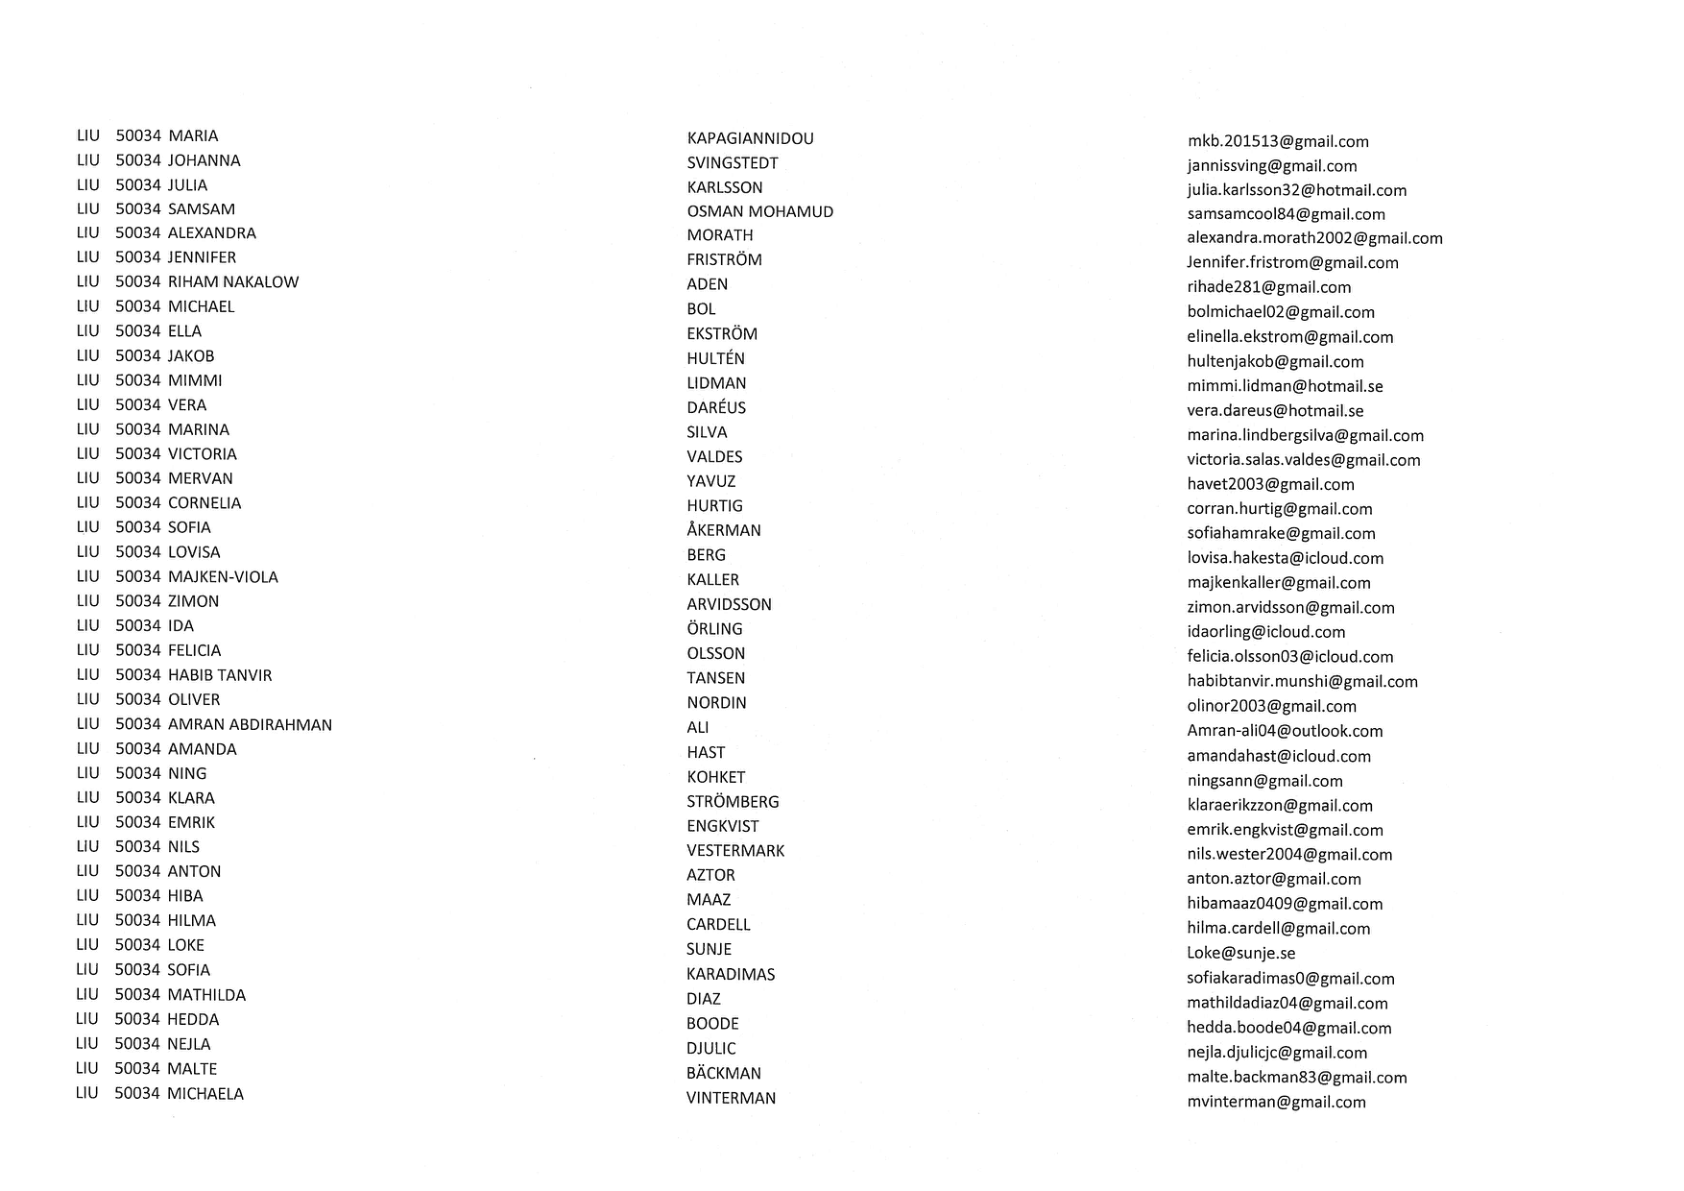 LIU 50034 MARIA KAPAGIANNIDOU mkb.201513@gmail.com
LIU 50034 JOHANNA SVINGSTEDT jannissving@gmail.com
LIU 50034 JULIA KARLSSON julia.karlsson32@hotmail.com
LIU 50034 SAMSAM OSMAN MOHAMUD samsamcool84@gmail.com
LIU 50034 ALEXANDRA MORATH alexandra.morath2002@gmail.com
LIU 50034 JENNIFER FRISTRÖM Jennifer.fristrom@gmail.com
LIU 50034 RIHAM NAKALOW ADEN rihade281@gmail.com
LIU 50034 MICHAEL BOL bolmichael02@gmail.com
LIU 50034 ELLA EKSTRÖM elinella.ekstrom@gmail.com
LIU 50034 JAKOB HULTÉN hultenjakob@gmail.com
LIU 50034 MIMMI LIDMAN mimmi.lidman@hotmail.se
LIU 50034 VERA DARÉUS vera.dareus@hotmail.se
LIU 50034 MARINA SILVA marina.lindbergsilva@gmail.com
LIU 50034 VICTORIA VALDES victoria.salas.valdes@gmail.com
LIU 50034 MERVAN YAVUZ havet2003@gmail.com
LIU 50034 CORNELIA HURTIG corran.hurtig@gmail.com
LIU 50034 SOFIA ÅKERMAN sofiahamrake@gmail.com
LIU 50034 LOVISA BERG lovisa.hakesta@icloud.com
LIU 50034 MAJKEN-VIOLA KALLER majkenkaller@gmail.com
LIU 50034 ZIMON ARVIDSSON zimon.arvidsson@gmail.com
LIU 50034 IDA ÖRLING idaorling@icloud.com
LIU 50034 FELICIA OLSSON felicia.olsson03@icloud.com
LIU 50034 HABIB TANVIR TANSEN habibtanvir.munshi@gmail.com
LIU 50034 OLIVER NORDIN olinor2003@gmail.com
LIU 50034 AMRAN ABDIRAHMAN ALI Amran-ali04@outlook.com
LIU 50034 AMANDA HAST amandahast@icloud.com
LIU 50034 NING KOHKET ningsann@gmail.com
LIU 50034 KLARA STRÖMBERG klaraerikzzon@gmail.com
LIU 50034 EMRIK ENGKVIST emrik.engkvist@gmail.com
LIU 50034 NILS VESTERMARK nils.wester2004@gmail.com
LIU 50034 ANTON AZTOR anton.aztor@gmail.com
LIU 50034 HIBA MAAZ hibamaaz0409@gmail.com
LIU 50034 HILMA CARDELL hilma.cardell@gmail.com
LIU 50034 LOKE SUNJE Loke@sunje.se
LIU 50034 SOFIA KARADIMAS sofiakaradimas0@gmail.com
LIU 50034 MATHILDA DIAZ mathildadiaz04@gmail.com
LIU 50034 HEDDA BOODE hedda.boode04@gmail.com
LIU 50034 NEJLA DJULIC nejla.djulicjc@gmail.com
LIU 50034 MALTE BÄCKMAN malte.backman83@gmail.com
LIU 50034 MICHAELA VINTERMAN mvinterman@gmail.com